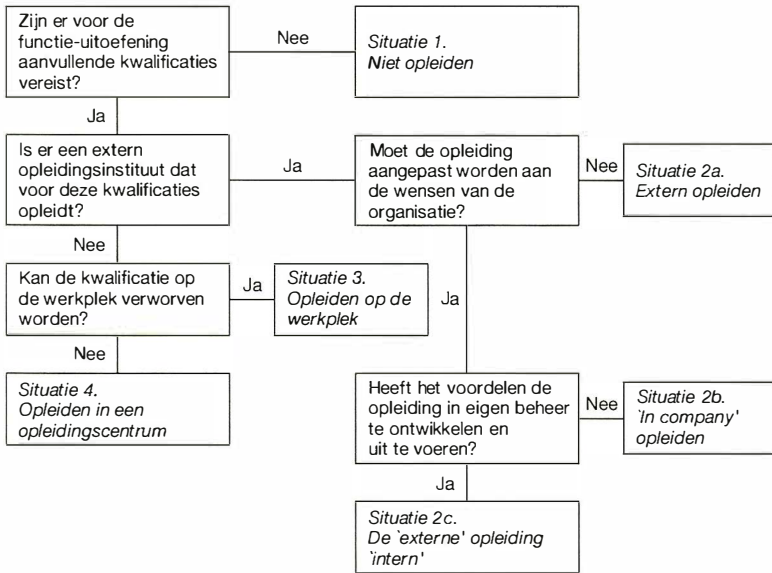 Zijn er voor de
functie-uitoefening
aanvullende kwalificaties
vereist?
Nee
Situatie 1.
Niet opleiden
Ja
Is er een extern
opleidingsinstituut dat
voor deze kwalificaties
opleidt?
Ja
Moet de opleiding
aangepast worden aan
de wensen van de
organisatie?
Nee
Situatie 2a.
Extern opleiden
Nee
Kan de kwalificatie op
de werkplek verworven
worden?
Ja
Situatie 3.
Opleiden op de
werkplek
Ja
Nee
Situatie 4.
Opleiden in een
opleidingscentrum
Heeft het voordelen de
opleiding in eigen beheer
te ontwikkelen en
uit te voeren?
Nee
Situatie 2b.
`In company'
opleiden
Ja
Situatie 2c.
De `externe' opleiding
`intern'